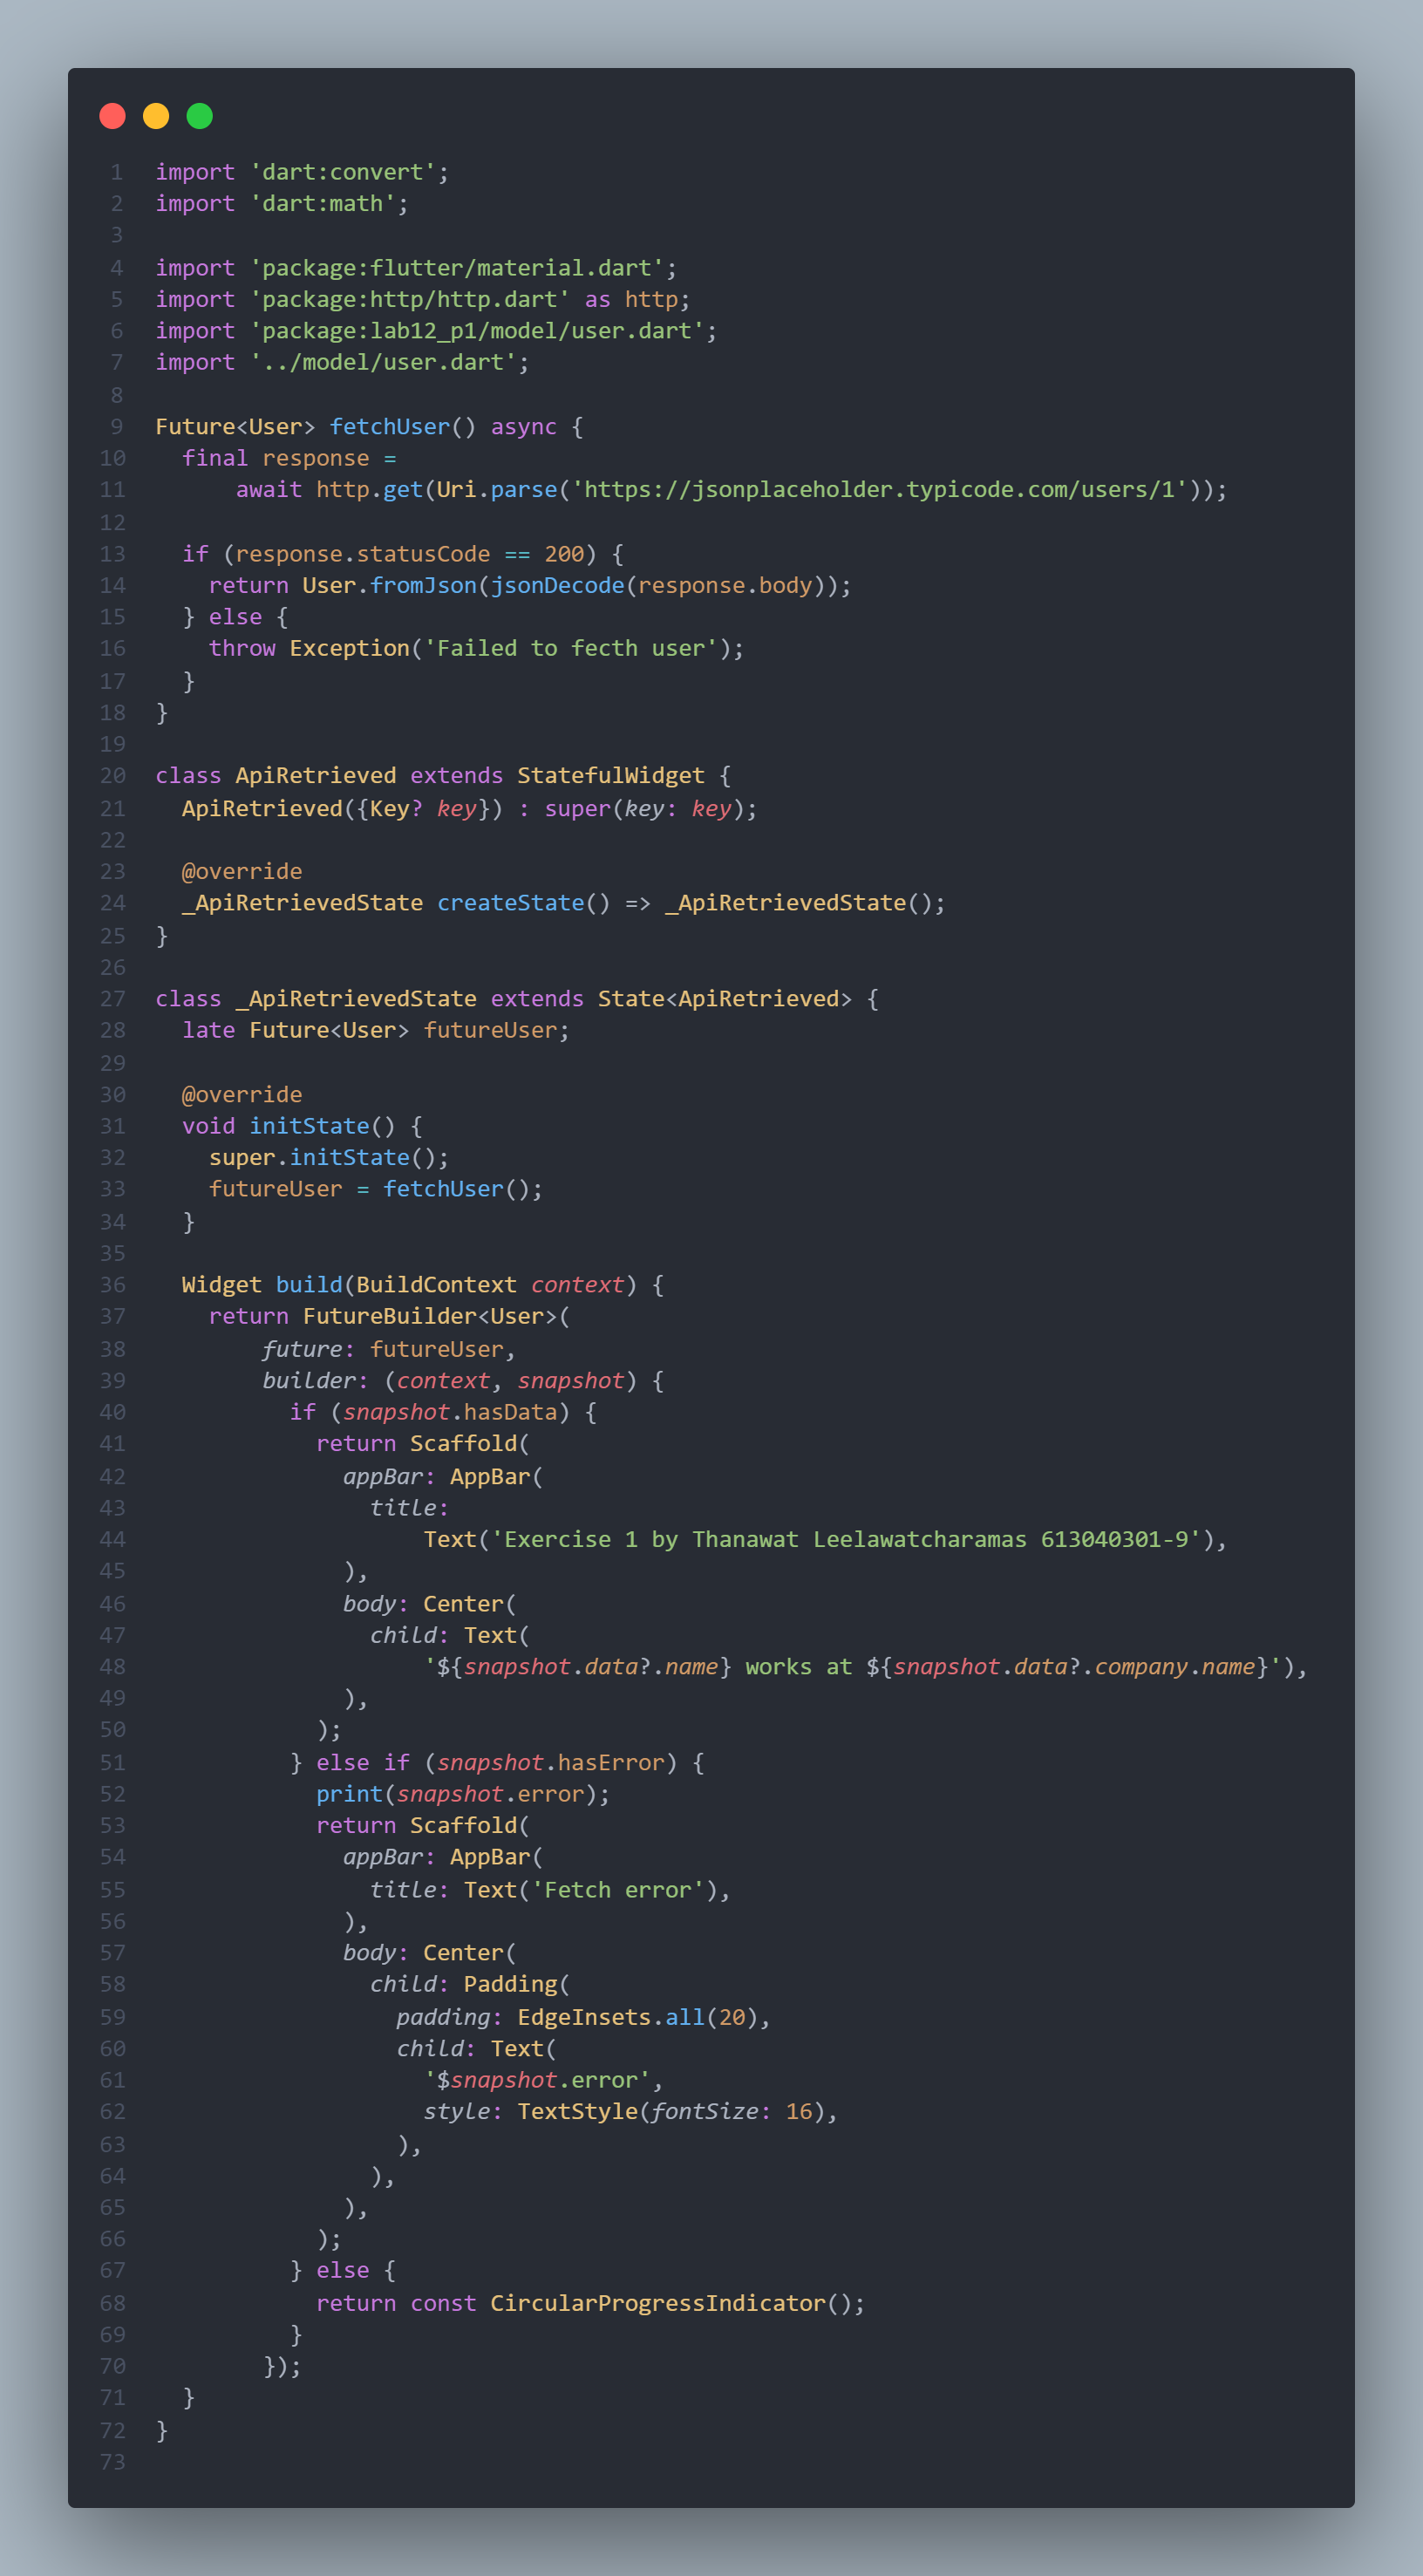 1 import 'dart:convert';
2 import 'dart:math';
3
4 import 'package:flutter/material.dart';
5 import 'package:http/http.dart' as http;
6 import 'package:lab12_p1/model/user.dart';
7 import '../model/user.dart';
8
9 Future<User> fetchUser() async {
10   final response =
11       await http.get(Uri.parse('https://jsonplaceholder.typicode.com/users/1'));
12
13   if (response.statusCode == 200) {
14     return User.fromJson(jsonDecode(response.body));
15   } else {
16     throw Exception('Failed to fecth user');
17   }
18 }
19
20 class ApiRetrieved extends StatefulWidget {
21   ApiRetrieved({Key? key}) : super(key: key);
22
23   @override
24   _ApiRetrievedState createState() => _ApiRetrievedState();
25 }
26
27 class _ApiRetrievedState extends State<ApiRetrieved> {
28   late Future<User> futureUser;
29
30   @override
31   void initState() {
32     super.initState();
33     futureUser = fetchUser();
34   }
35
36   Widget build(BuildContext context) {
37     return FutureBuilder<User>(
38         future: futureUser,
39         builder: (context, snapshot) {
40           if (snapshot.hasData) {
41             return Scaffold(
42               appBar: AppBar(
43                 title:
44                     Text('Exercise 1 by Thanawat Leelawatcharamas 613040301-9'),
45               ),
46               body: Center(
47                 child: Text(
48                     '${snapshot.data?.name} works at ${snapshot.data?.company.name}'),
49               ),
50             );
51           } else if (snapshot.hasError) {
52             print(snapshot.error);
53             return Scaffold(
54               appBar: AppBar(
55                 title: Text('Fetch error'),
56               ),
57               body: Center(
58                 child: Padding(
59                   padding: EdgeInsets.all(20),
60                   child: Text(
61                     '$snapshot.error',
62                     style: TextStyle(fontSize: 16),
63                   ),
64                 ),
65               ),
66             );
67           } else {
68             return const CircularProgressIndicator();
69           }
70         });
71   }
72 }
73